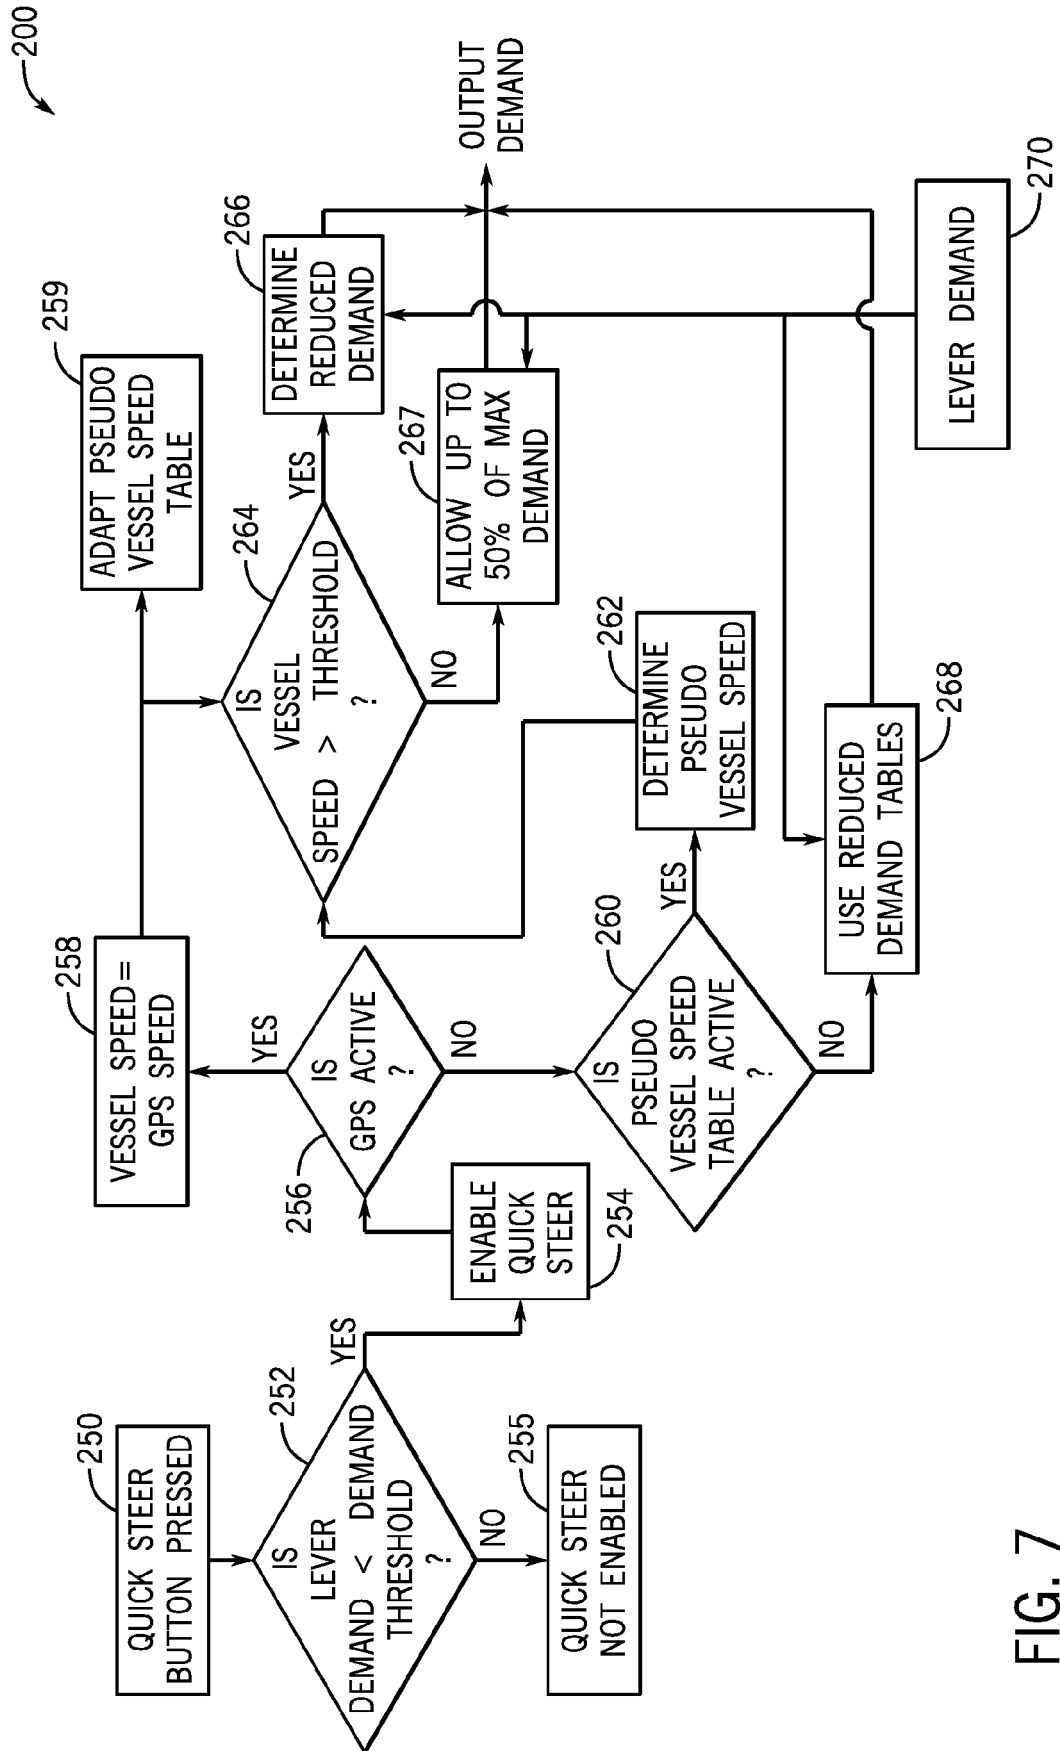 200
QUICK STEER
BUTTON PRESSED
250
IS
LEVER
DEMAND < DEMAND
THRESHOLD
?
252
YES
NO
QUICK STEER
NOT ENABLED
255
ENABLE
QUICK
STEER
254
IS
GPS ACTIVE
?
256
YES
NO
VESSEL SPEED=
GPS SPEED
258
ADAPT PSEUDO
VESSEL SPEED
TABLE
259
IS
PSEUDO
VESSEL SPEED
TABLE ACTIVE
?
260
YES
NO
DETERMINE
PSEUDO
VESSEL SPEED
262
IS
VESSEL
SPEED > THRESHOLD
?
264
YES
NO
DETERMINE
REDUCED
DEMAND
266
ALLOW UP TO
50% OF MAX
DEMAND
267
USE REDUCED
DEMAND TABLES
268
LEVER DEMAND
270
OUTPUT
DEMAND
FIG. 7